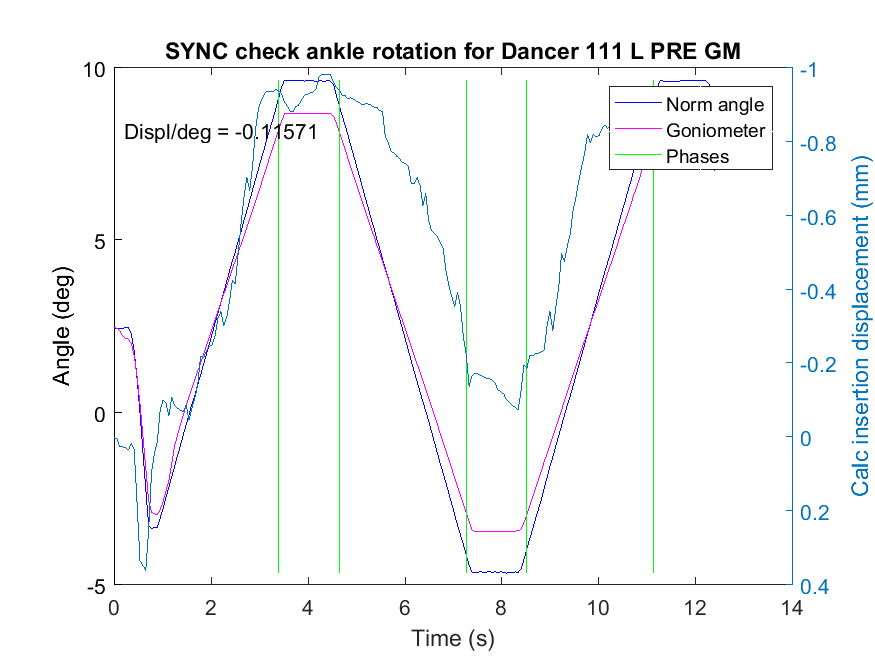 SYNC check ankle rotation for Dancer 111 L PRE GM
Displ/deg = -0.11571
Norm angle
Goniometer
Phases
Angle (deg)
10
5
0
-5
0 2 4 6 8 10 12 14
Time (s)
-1
-0.8
-0.6
-0.4
-0.2
0
0.2
0.4
Calc insertion displacement (mm)